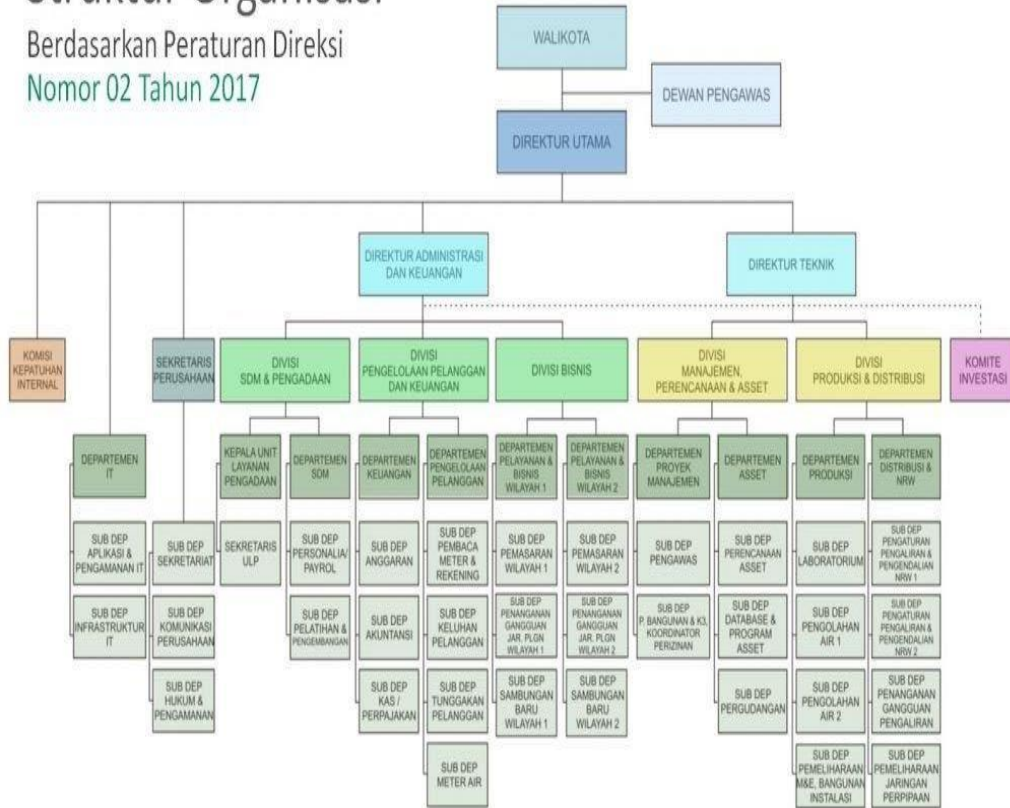 Struktur Organisasi
Berdasarkan Peraturan Direksi
Nomor 02 Tahun 2017
WALIKOTA
DEWAN PENGAWAS
DIREKTUR UTAMA
DIREKTUR ADMINISTRASI
DAN KEUANGAN
DIREKTUR TEKNIK
KOMISI
KEPATUHAN
INTERNAL
SEKRETARIS
PERUSAHAAN
DIVISI
SDM & PENGADAAN
DIVISI
PENGELOLAAN PELANGGAN
DAN KEUANGAN
DIVISI BISNIS
DIVISI
MANAJEMEN,
PERENCANAAN & ASSET
DIVISI
PRODUKSI & DISTRIBUSI
KOMITE
INVESTASI
DEPARTEMEN
IT
KEPALA UNIT
LAYANAN
PENGADAAN
DEPARTEMEN
SDM
DEPARTEMEN
KEUANGAN
DEPARTEMEN
PENGELOLAAN
PELANGGAN
DEPARTEMEN
PELAYANAN &
BISNIS
WILAYAH 1
DEPARTEMEN
PELAYANAN &
BISNIS
WILAYAH 2
DEPARTEMEN
PROYEK
MANAJEMEN
DEPARTEMEN
ASSET
DEPARTEMEN
PRODUKSI
DEPARTEMEN
DISTRIBUSI &
NRW
SUB DEP
APLIKASI &
PENGAMANAN IT
SUB DEP
SEKRETARIAT
SEKRETARIS
ULP
SUB DEP
PERSONALIA/
PAYROL
SUB DEP
ANGGARAN
SUB DEP
PEMBACA
METER &
REKENING
SUB DEP
PEMASARAN
WILAYAH 1
SUB DEP
PEMASARAN
WILAYAH 2
SUB DEP
PENGAWAS
SUB DEP
PERENCANAAN
ASSET
SUB DEP
LABORATORIUM
SUB DEP
PENGATURAN
PENGALIRAN &
PENGENDALIAN
NRW 1
SUB DEP
INFRASTRUKTUR
IT
SUB DEP
KOMUNIKASI
PERUSAHAAN
SUB DEP
PELATIHAN &
PENGEMBANGAN
SUB DEP
AKUNTANSI
SUB DEP
KELUHAN
PELANGGAN
SUB DEP
PENANGANAN
GANGGUAN
JAR. PLGN
WILAYAH 1
SUB DEP
PENANGANAN
GANGGUAN
JAR. PLGN
WILAYAH 2
SUB DEP
P. BANGUNAN & K3,
KOORDINATOR
PERIZINAN
SUB DEP
DATABASE &
PROGRAM
ASSET
SUB DEP
PENGOLAHAN
AIR 1
SUB DEP
PENGATURAN
PENGALIRAN &
PENGENDALIAN
NRW 2
SUB DEP
HUKUM &
PENGAMANAN
SUB DEP
KAS /
PERPAJAKAN
SUB DEP
TUNGGAKAN
PELANGGAN
SUB DEP
SAMBUNGAN
BARU
WILAYAH 1
SUB DEP
SAMBUNGAN
BARU
WILAYAH 2
SUB DEP
PERGUDANGAN
SUB DEP
PENGOLAHAN
AIR 2
SUB DEP
PENANGANAN
GANGGUAN
PENGALIRAN
SUB DEP
METER AIR
SUB DEP
PEMELIHARAAN
M&E, BANGUNAN
INSTALASI
SUB DEP
PEMELIHARAAN
JARINGAN
PERPIPAAN